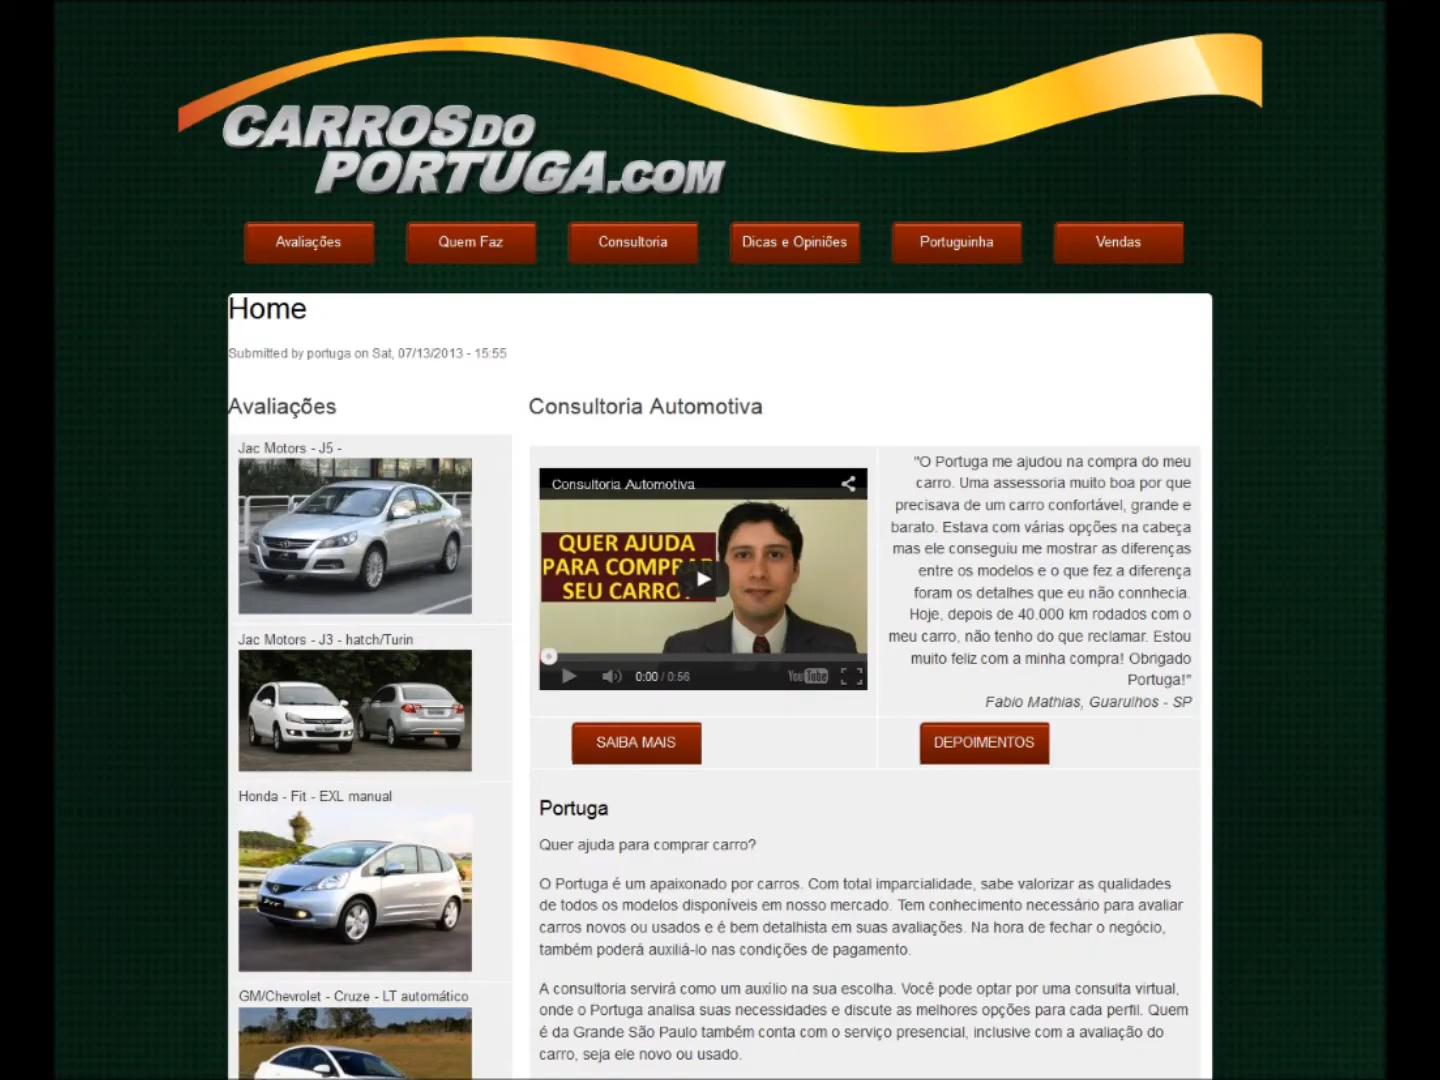 CARROS DO
PORTUGA.COM
Avaliações
Quem Faz
Consultoria
Dicas e Opiniões
Portuguinha
Vendas
Home
Submitted by portuga on Sat, 07/13/2013 - 15:55
Avaliações
Jac Motors - J5 -
Jac Motors - J3 - hatch/Turin
Honda - Fit - EXL manual
GM/Chevrolet - Cruze - LT automático
Consultoria Automotiva
Consultoria Automotiva
QUER AJUDA
PARA COMPRAR
SEU CARRO?
0:00 / 0:56
YouTube
"O Portuga me ajudou na compra do meu
carro. Uma assessoria muito boa por que
precisava de um carro confortável, grande e
barato. Estava com várias opções na cabeça
mas ele conseguiu me mostrar as diferenças
entre os modelos e o que fez a diferença
foram os detalhes que eu não connhecia.
Hoje, depois de 40.000 km rodados com o
meu carro, não tenho do que reclamar. Estou
muito feliz com a minha compra! Obrigado
Portuga!"
Fabio Mathias, Guarulhos - SP
SAIBA MAIS
DEPOIMENTOS
Portuga
Quer ajuda para comprar carro?
O Portuga é um apaixonado por carros. Com total imparcialidade, sabe valorizar as qualidades
de todos os modelos disponíveis em nosso mercado. Tem conhecimento necessário para avaliar
carros novos ou usados e é bem detalhista em suas avaliações. Na hora de fechar o negócio,
também poderá auxiliá-lo nas condições de pagamento.
A consultoria servirá como um auxílio na sua escolha. Você pode optar por uma consulta virtual,
onde o Portuga analisa suas necessidades e discute as melhores opções para cada perfil. Quem
é da Grande São Paulo também conta com o serviço presencial, inclusive com a avaliação do
carro, seja ele novo ou usado.